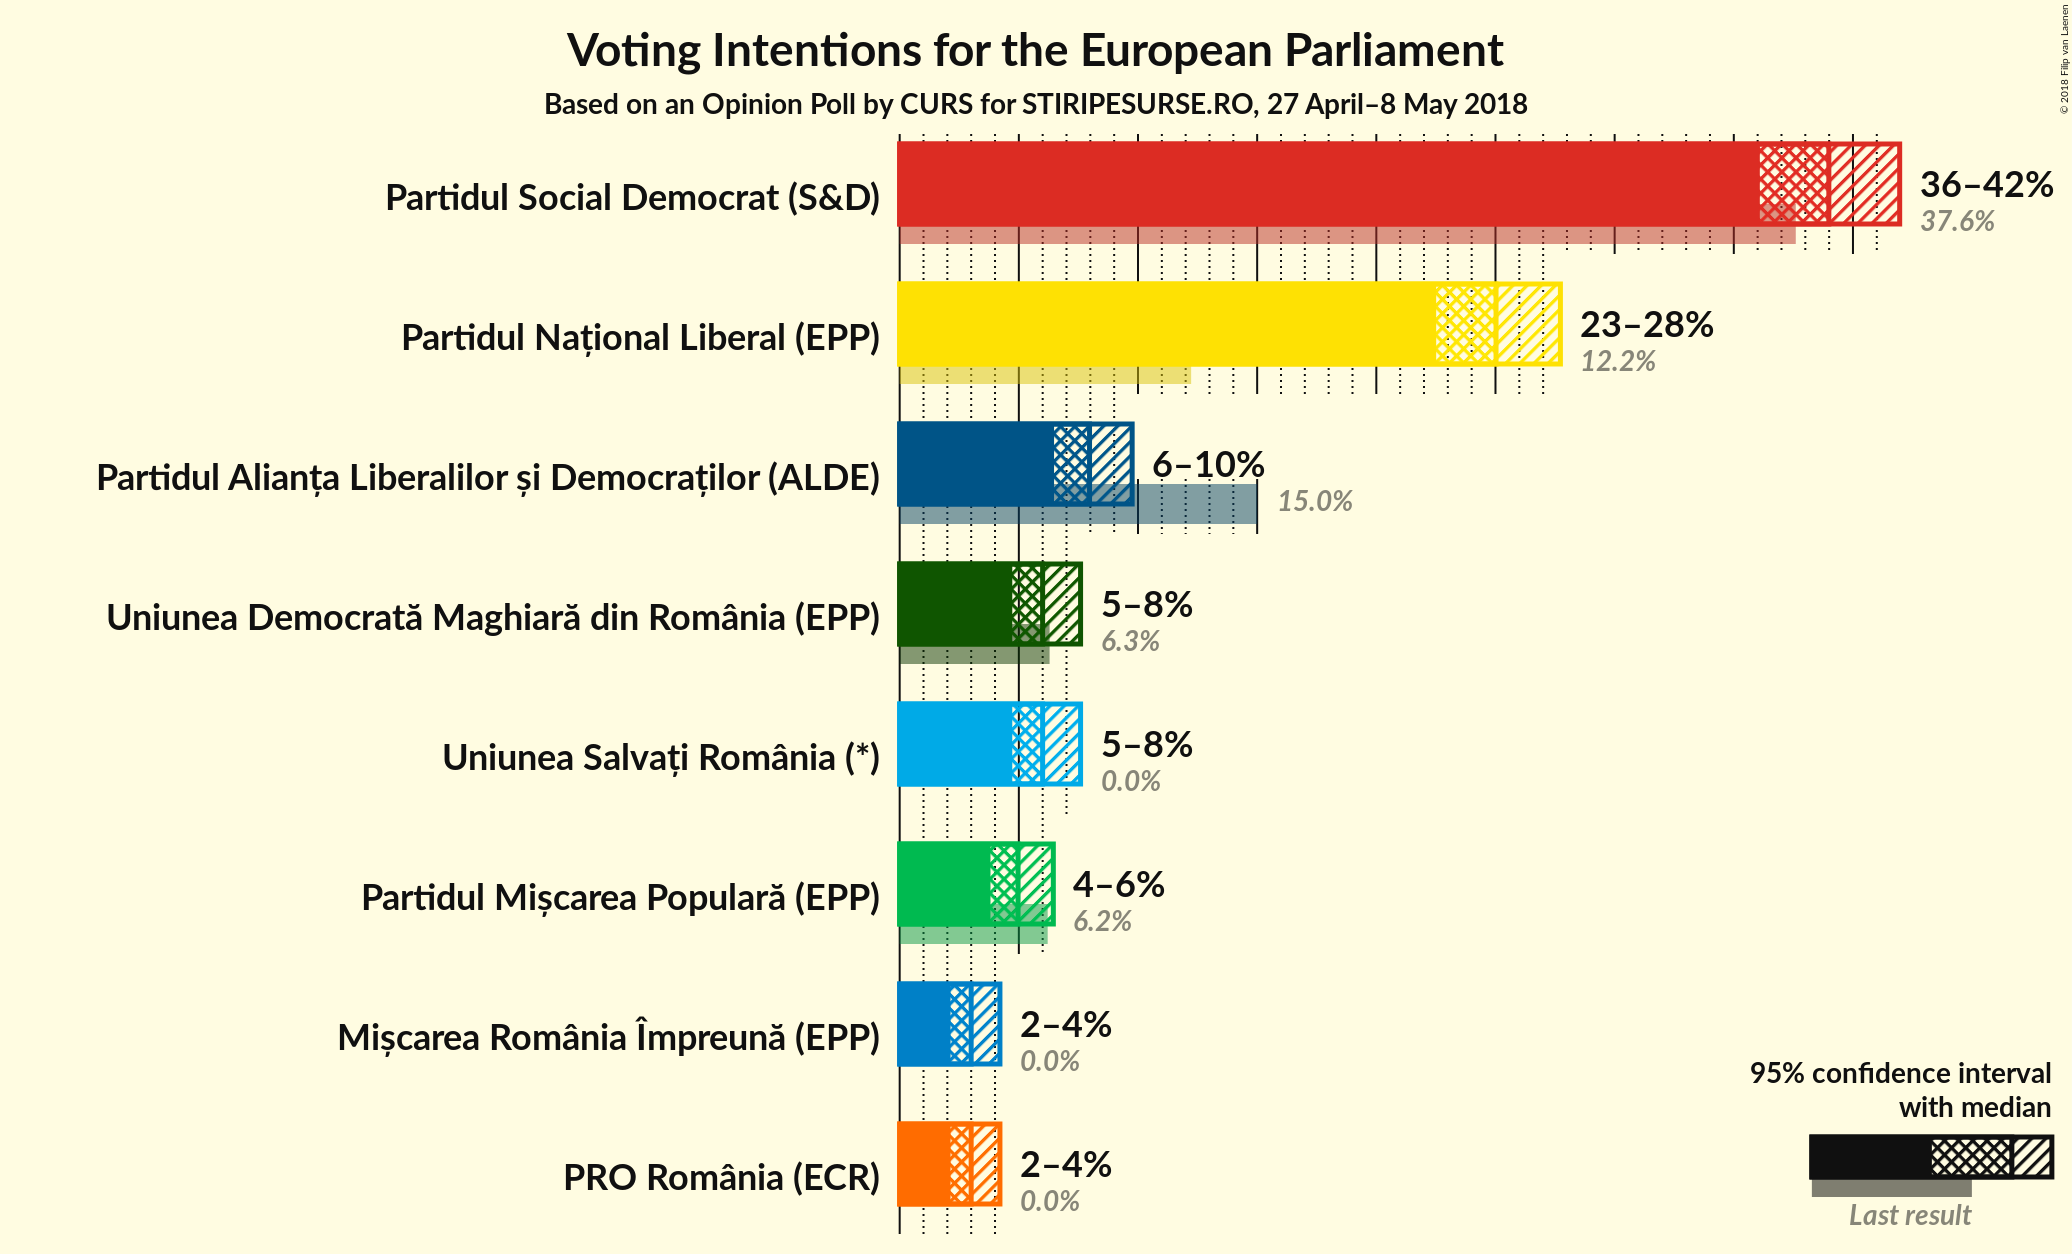 Voting Intentions for the European Parliament
Based on an Opinion Poll by CURS for STIRIPESURSE.RO, 27 April–8 May 2018
© 2018 Filip van Laenen
Partidul Social Democrat (S&D)
36–42%
37.6%
Partidul Național Liberal (EPP)
23–28%
12.2%
Partidul Alianța Liberalilor și Democraților (ALDE)
6–10%
15.0%
Uniunea Democrată Maghiară din România (EPP)
5–8%
6.3%
Uniunea Salvați România (*)
5–8%
0.0%
Partidul Mișcarea Populară (EPP)
4–6%
6.2%
Mișcarea România Împreună (EPP)
2–4%
0.0%
PRO România (ECR)
2–4%
0.0%
95% confidence interval
with median
Last result